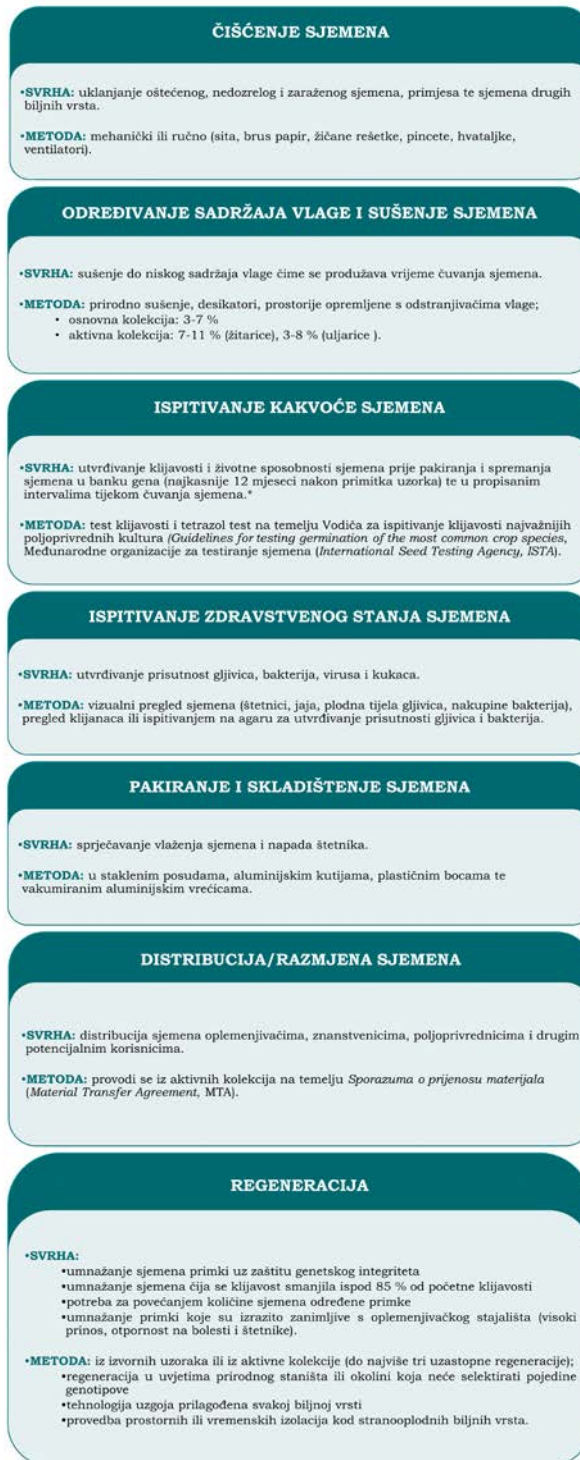 ČIŠĆENJE SJEMENA
•SVRHA: uklanjanje oštećenog, nedozrelog i zaraženog sjemena, primjesa te sjemena drugih
biljnih vrsta.
•METODA: mehanički ili ručno (sita, brus papir, žičane rešetke, pincete, hvataljke,
ventilatori).
ODREĐIVANJE SADRŽAJA VLAGE I SUŠENJE SJEMENA
•SVRHA: sušenje do niskog sadržaja vlage čime se produžava vrijeme čuvanja sjemena.
•METODA: prirodno sušenje, desikatori, prostorije opremljene s odstranjivačima vlage;
• osnovna kolekcija: 3-7 %
• aktivna kolekcija: 7-11 % (žitarice), 3-8 % (uljarice ).
ISPITIVANJE KAKVOĆE SJEMENA
•SVRHA: utvrđivanje klijavosti i životne sposobnosti sjemena prije pakiranja i spremanja
sjemena u banku gena (najkasnije 12 mjeseci nakon primitka uzorka) te u propisanim
intervalima tijekom čuvanja sjemena.*
•METODA: test klijavosti i tetrazol test na temelju Vodiča za ispitivanje klijavosti najvažnijih
poljoprivrednih kultura (Guidelines for testing germination of the most common crop species,
Međunarodne organizacije za testiranje sjemena (International Seed Testing Agency, ISTA).
ISPITIVANJE ZDRAVSTVENOG STANJA SJEMENA
•SVRHA: utvrđivanje prisutnost gljivica, bakterija, virusa i kukaca.
•METODA: vizualni pregled sjemena (štetnici, jaja, plodna tijela gljivica, nakupine bakterija),
pregled klijanaca ili ispitivanjem na agaru za utvrđivanje prisutnosti gljivica i bakterija.
PAKIRANJE I SKLADIŠTENJE SJEMENA
•SVRHA: sprječavanje vlaženja sjemena i napada štetnika.
•METODA: u staklenim posudama, aluminijskim kutijama, plastičnim bocama te
vakumiranim aluminijskim vrećicama.
DISTRIBUCIJA/RAZMJENA SJEMENA
•SVRHA: distribucija sjemena oplemenjivačima, znanstvenicima, poljoprivrednicima i drugim
potencijalnim korisnicima.
•METODA: provodi se iz aktivnih kolekcija na temelju Sporazuma o prijenosu materijala
(Material Transfer Agreement, MTA).
REGENERACIJA
•SVRHA:
•umnažanje sjemena primki uz zaštitu genetskog integriteta
•umnažanje sjemena čija se klijavost smanjila ispod 85 % od početne klijavosti
•potreba za povećanjem količine sjemena određene primke
•umnažanje primki koje su izrazito zanimljive s oplemenjivačkog stajališta (visoki
prinos, otpornost na bolesti i štetnike).
•METODA: iz izvornih uzoraka ili iz aktivne kolekcije (do najviše tri uzastopne regeneracije);
•regeneracija u uvjetima prirodnog staništa ili okolini koja neće selektirati pojedine
genotipove
•tehnologija uzgoja prilagođena svakoj biljnoj vrsti
•provedba prostornih ili vremenskih izolacija kod stranooplodnih biljnih vrsta.